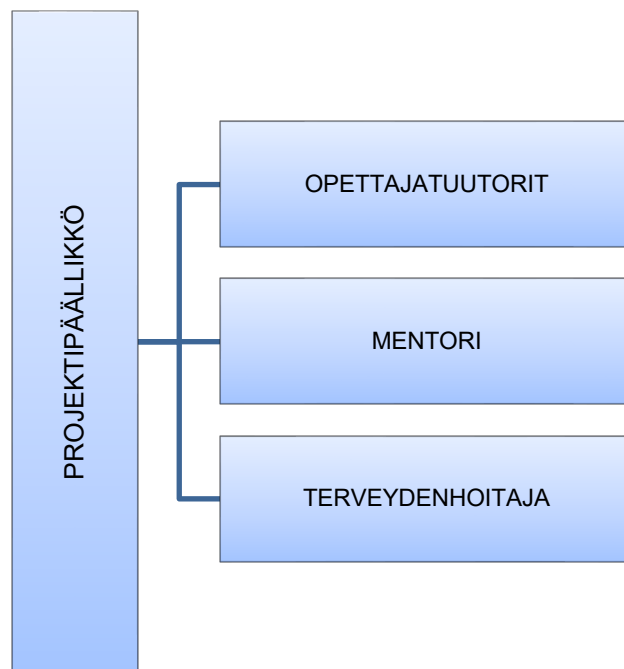 PROJEKTIPÄÄLLIKKÖ
OPETTAJATUUTORIT
MENTORI
TERVEYDENHOITAJA